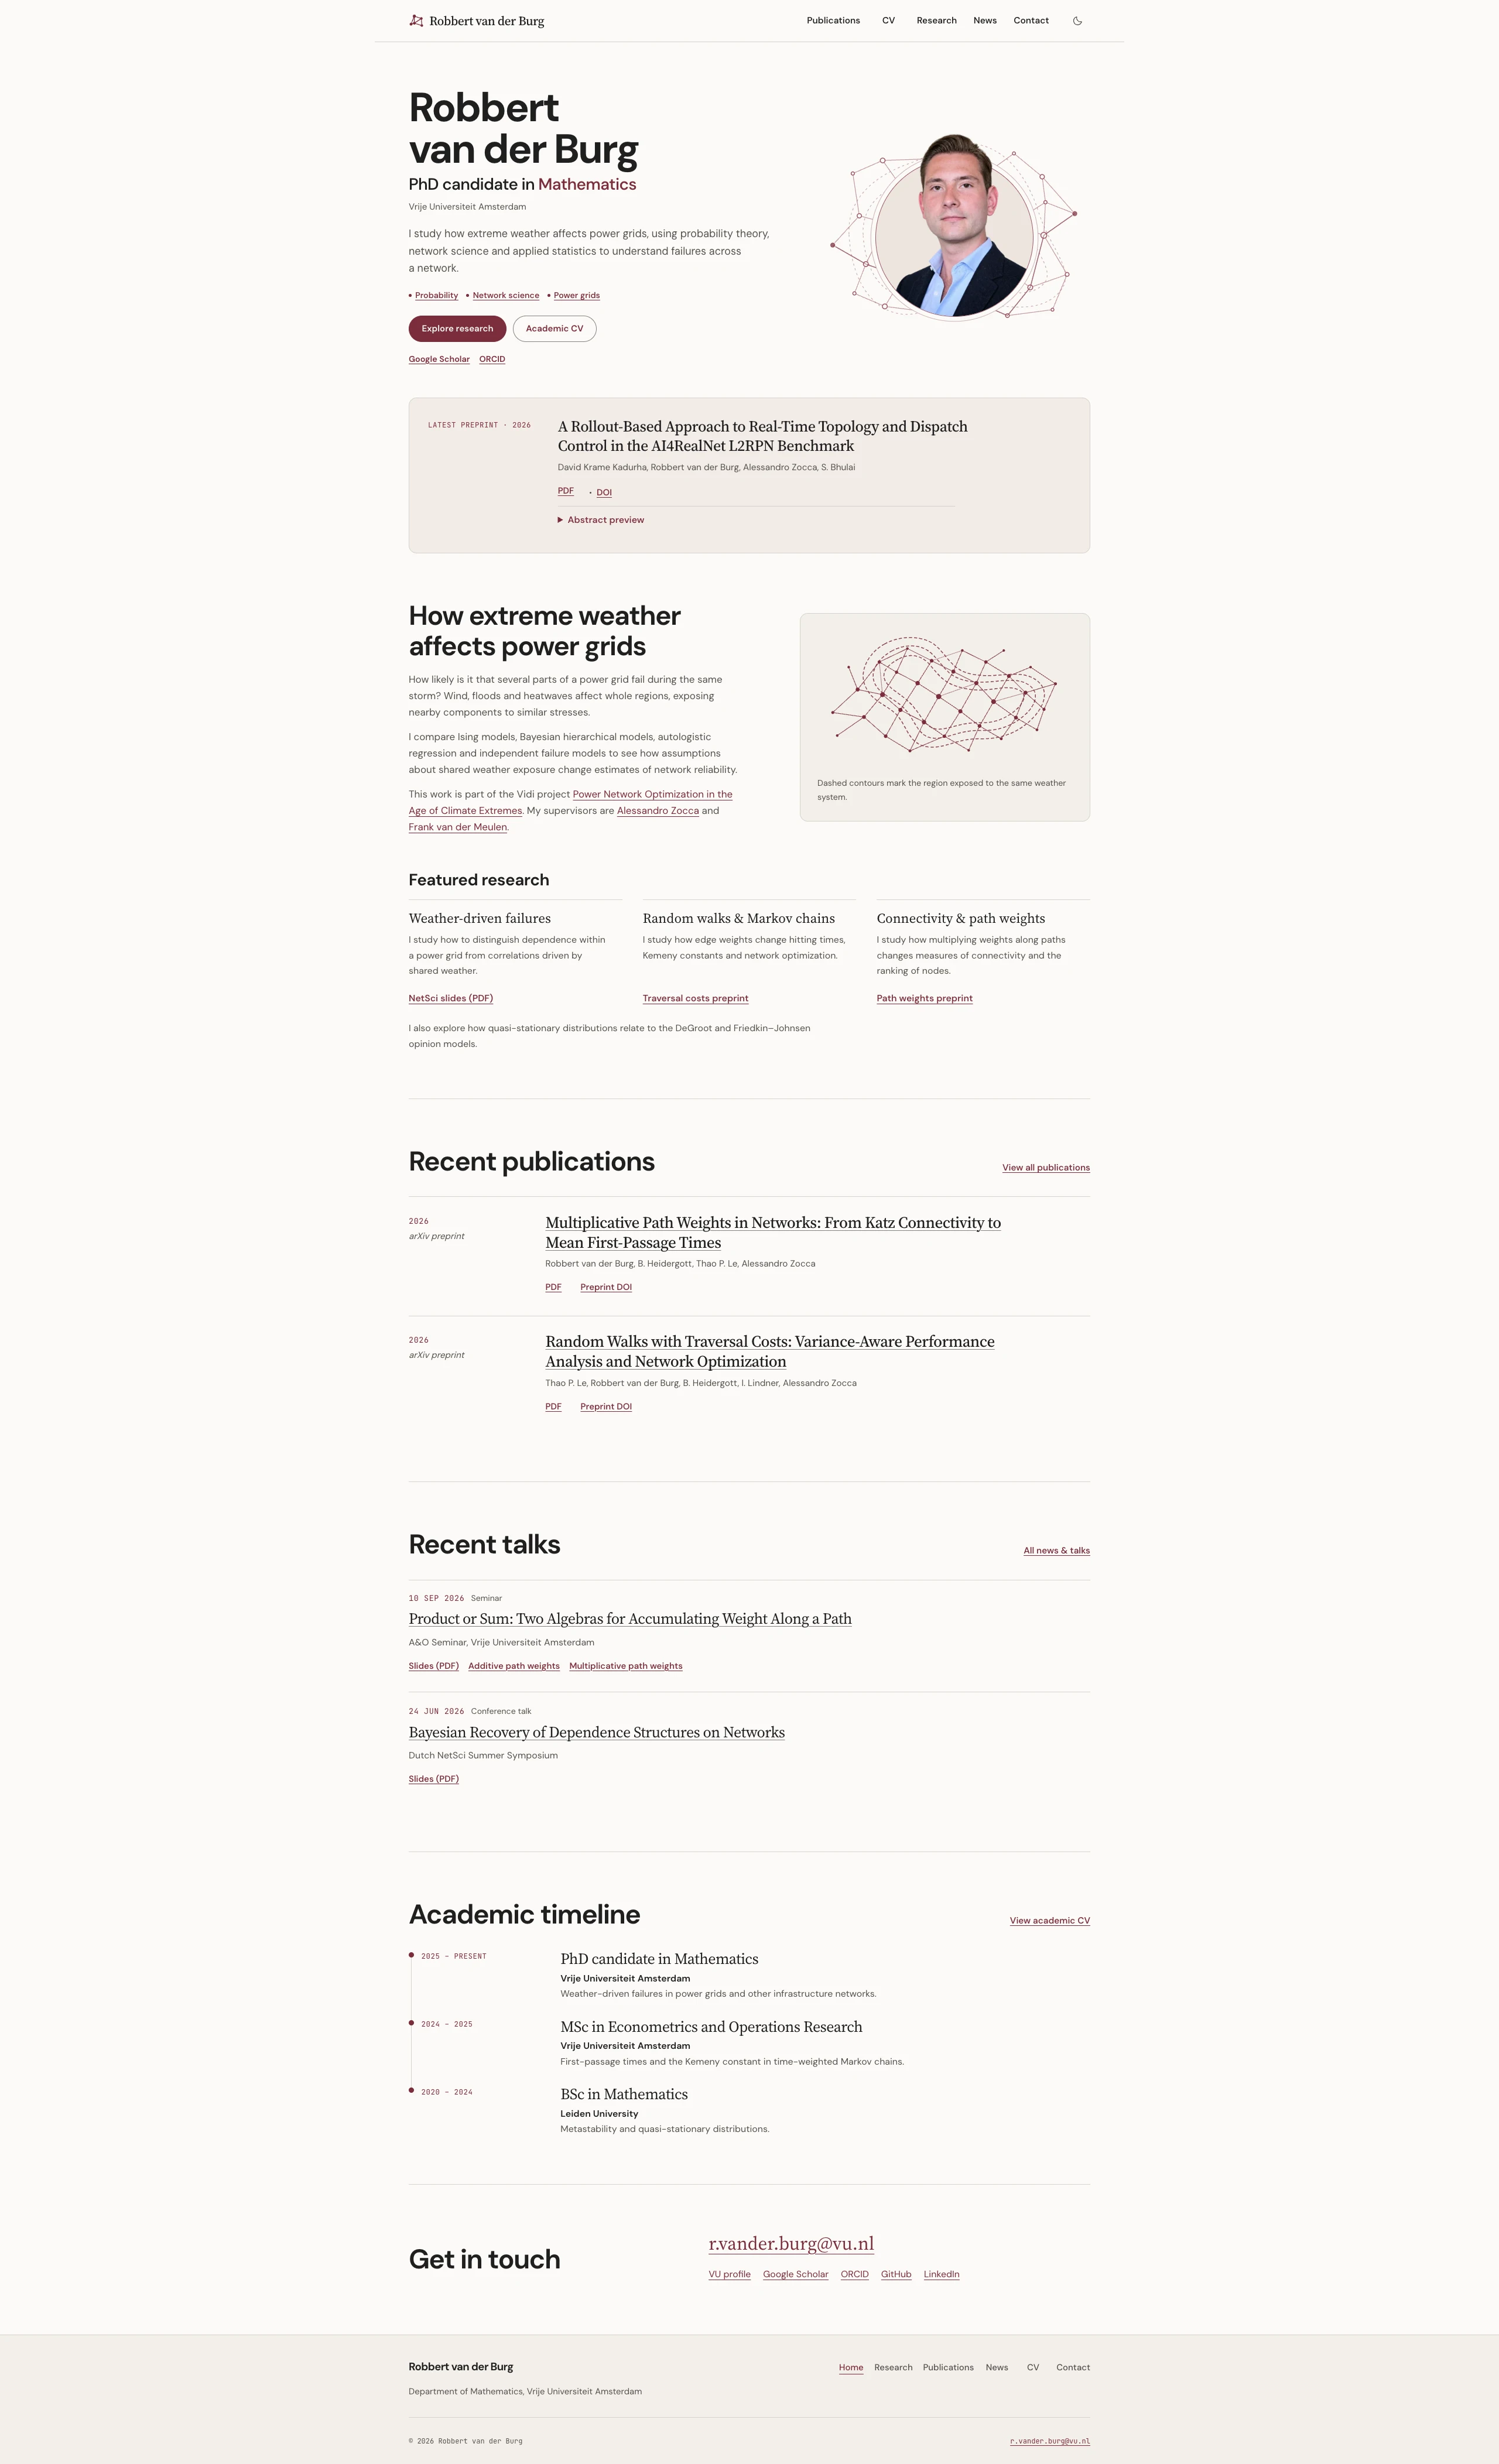 Robbert van der Burg
Publications CV Research News Contact
Robbert
van der Burg
PhD candidate in Mathematics
Vrije Universiteit Amsterdam
I study how extreme weather affects power grids, using probability theory,
network science and applied statistics to understand failures across
a network.
• Probability • Network science • Power grids
Explore research Academic CV
Google Scholar ORCID
LATEST PREPRINT · 2026
A Rollout-Based Approach to Real-Time Topology and Dispatch
Control in the AI4RealNet L2RPN Benchmark
David Krame Kadurha, Robbert van der Burg, Alessandro Zocca, S. Bhulai
PDF · DOI
Abstract preview
How extreme weather
affects power grids
How likely is it that several parts of a power grid fail during the same
storm? Wind, floods and heatwaves affect whole regions, exposing
nearby components to similar stresses.
I compare Ising models, Bayesian hierarchical models, autologistic
regression and independent failure models to see how assumptions
about shared weather exposure change estimates of network reliability.
This work is part of the Vidi project Power Network Optimization in the
Age of Climate Extremes. My supervisors are Alessandro Zocca and
Frank van der Meulen.
Dashed contours mark the region exposed to the same weather
system.
Featured research
Weather-driven failures
I study how to distinguish dependence within
a power grid from correlations driven by
shared weather.
NetSci slides (PDF)
Random walks & Markov chains
I study how edge weights change hitting times,
Kemeny constants and network optimization.
Traversal costs preprint
Connectivity & path weights
I study how multiplying weights along paths
changes measures of connectivity and the
ranking of nodes.
Path weights preprint
I also explore how quasi-stationary distributions relate to the DeGroot and Friedkin–Johnsen
opinion models.
Recent publications
View all publications
2026
arXiv preprint
Multiplicative Path Weights in Networks: From Katz Connectivity to
Mean First-Passage Times
Robbert van der Burg, B. Heidergott, Thao P. Le, Alessandro Zocca
PDF Preprint DOI
2026
arXiv preprint
Random Walks with Traversal Costs: Variance-Aware Performance
Analysis and Network Optimization
Thao P. Le, Robbert van der Burg, B. Heidergott, I. Lindner, Alessandro Zocca
PDF Preprint DOI
Recent talks
All news & talks
10 SEP 2026 Seminar
Product or Sum: Two Algebras for Accumulating Weight Along a Path
A&O Seminar, Vrije Universiteit Amsterdam
Slides (PDF) Additive path weights Multiplicative path weights
24 JUN 2026 Conference talk
Bayesian Recovery of Dependence Structures on Networks
Dutch NetSci Summer Symposium
Slides (PDF)
Academic timeline
View academic CV
2025 – PRESENT
PhD candidate in Mathematics
Vrije Universiteit Amsterdam
Weather-driven failures in power grids and other infrastructure networks.
2024 – 2025
MSc in Econometrics and Operations Research
Vrije Universiteit Amsterdam
First-passage times and the Kemeny constant in time-weighted Markov chains.
2020 – 2024
BSc in Mathematics
Leiden University
Metastability and quasi-stationary distributions.
Get in touch
r.vander.burg@vu.nl
VU profile Google Scholar ORCID GitHub LinkedIn
Robbert van der Burg
Home Research Publications News CV Contact
Department of Mathematics, Vrije Universiteit Amsterdam
© 2026 Robbert van der Burg
r.vander.burg@vu.nl